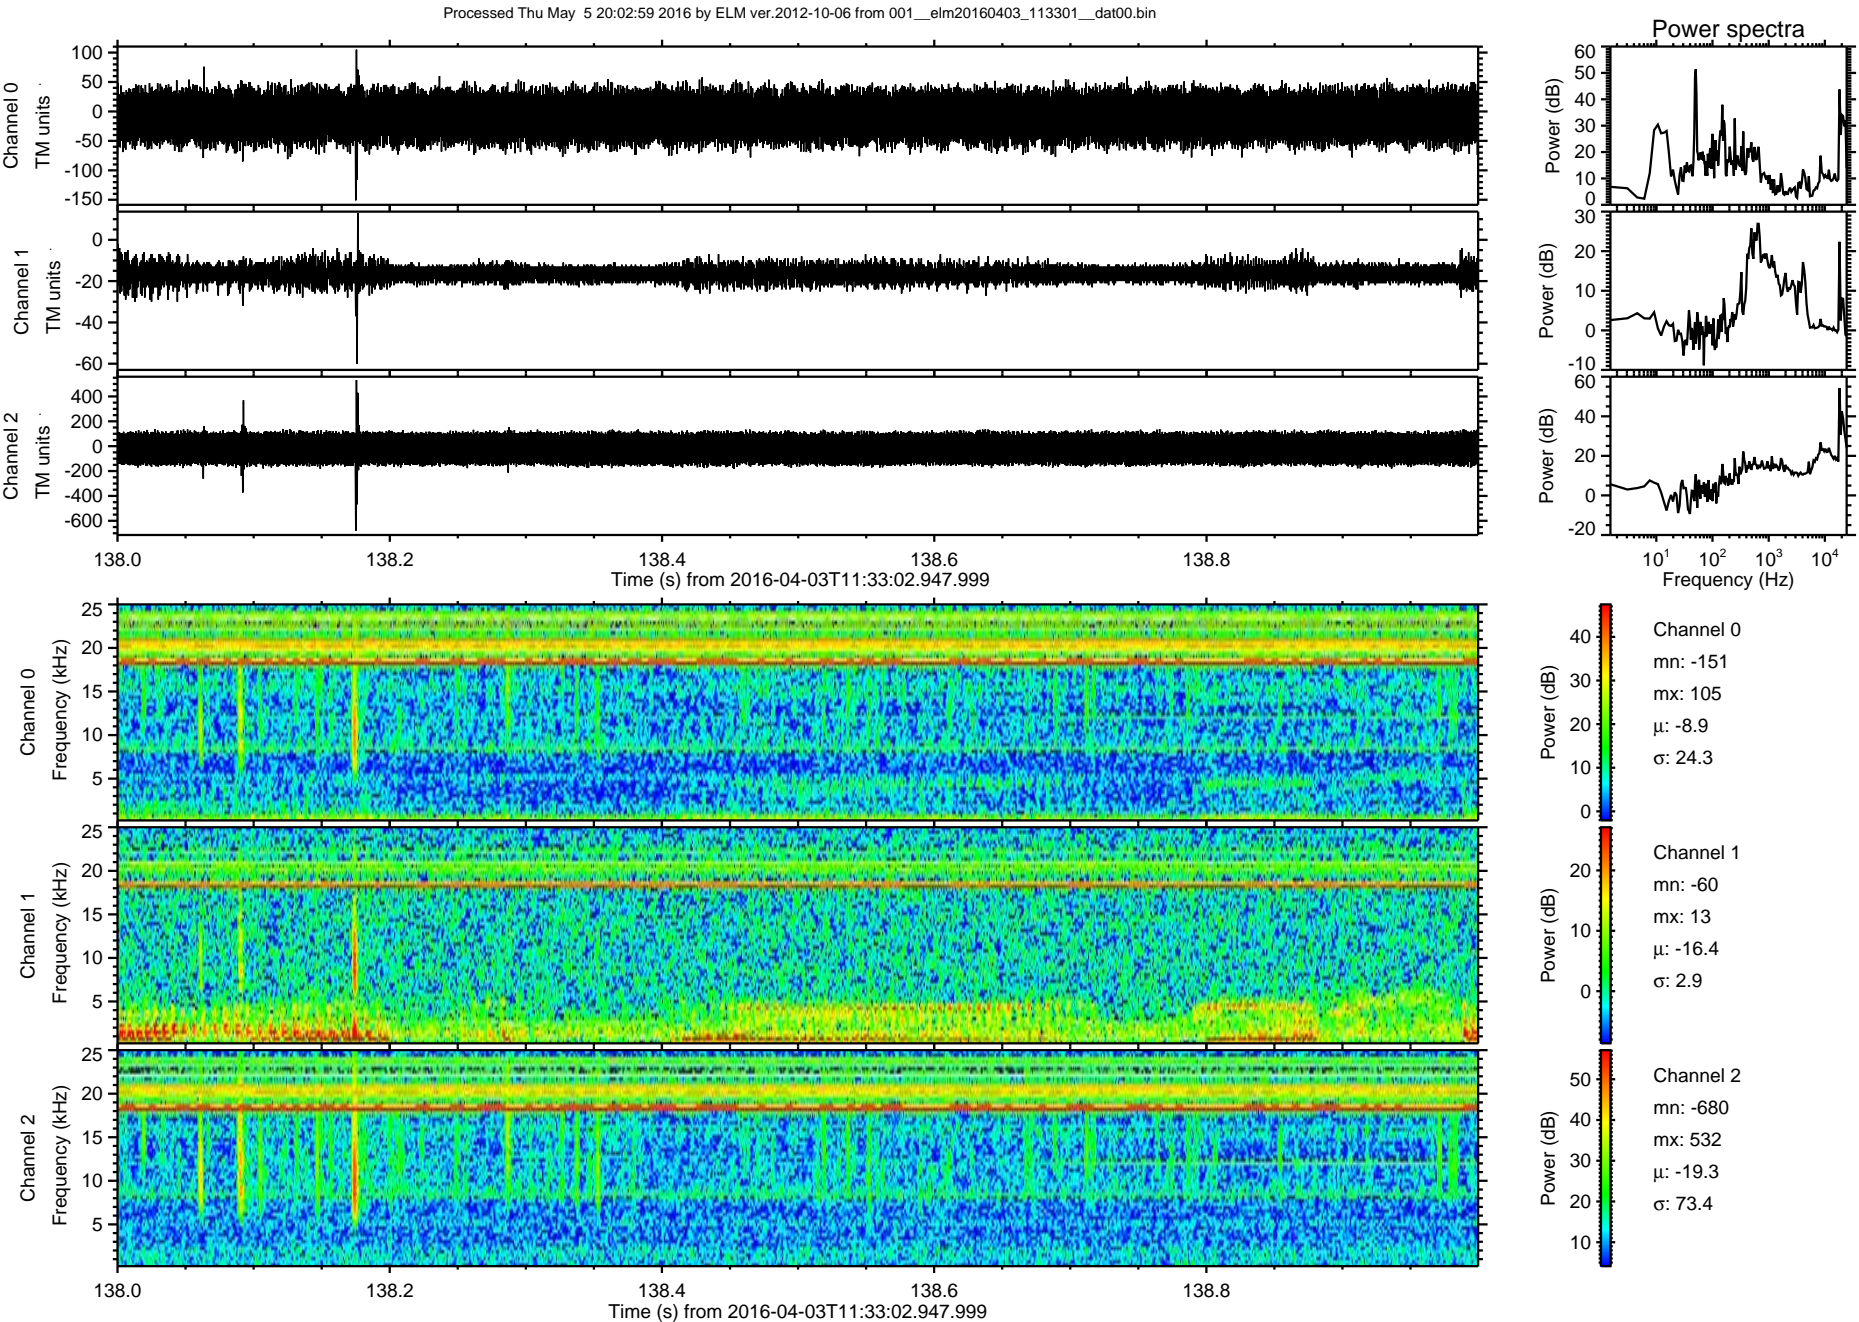 Processed Thu May  5 20:02:59 2016 by ELM ver.2012-10-06 from 001__elm20160403_113301__dat00.bin
Power spectra
Channel 0
TM units
100
50
0
-50
-100
-150
Power (dB)
60
50
40
30
20
10
0
Channel 1
TM units
0
-20
-40
-60
Power (dB)
30
20
10
0
-10
Channel 2
TM units
400
200
0
-200
-400
-600
Power (dB)
60
40
20
0
-20
138.0 138.2 138.4 138.6 138.8
Time (s) from 2016-04-03T11:33:02.947.999
10¹ 10² 10³ 10⁴
Frequency (Hz)
Channel 0
Frequency (kHz)
25
20
15
10
5
Power (dB)
40
30
20
10
0
Channel 0
mn: -151
mx: 105
μ: -8.9
σ: 24.3
Channel 1
Frequency (kHz)
25
20
15
10
5
Power (dB)
20
10
0
Channel 1
mn: -60
mx: 13
μ: -16.4
σ: 2.9
Channel 2
Frequency (kHz)
25
20
15
10
5
Power (dB)
50
40
30
20
10
Channel 2
mn: -680
mx: 532
μ: -19.3
σ: 73.4
138.0 138.2 138.4 138.6 138.8
Time (s) from 2016-04-03T11:33:02.947.999